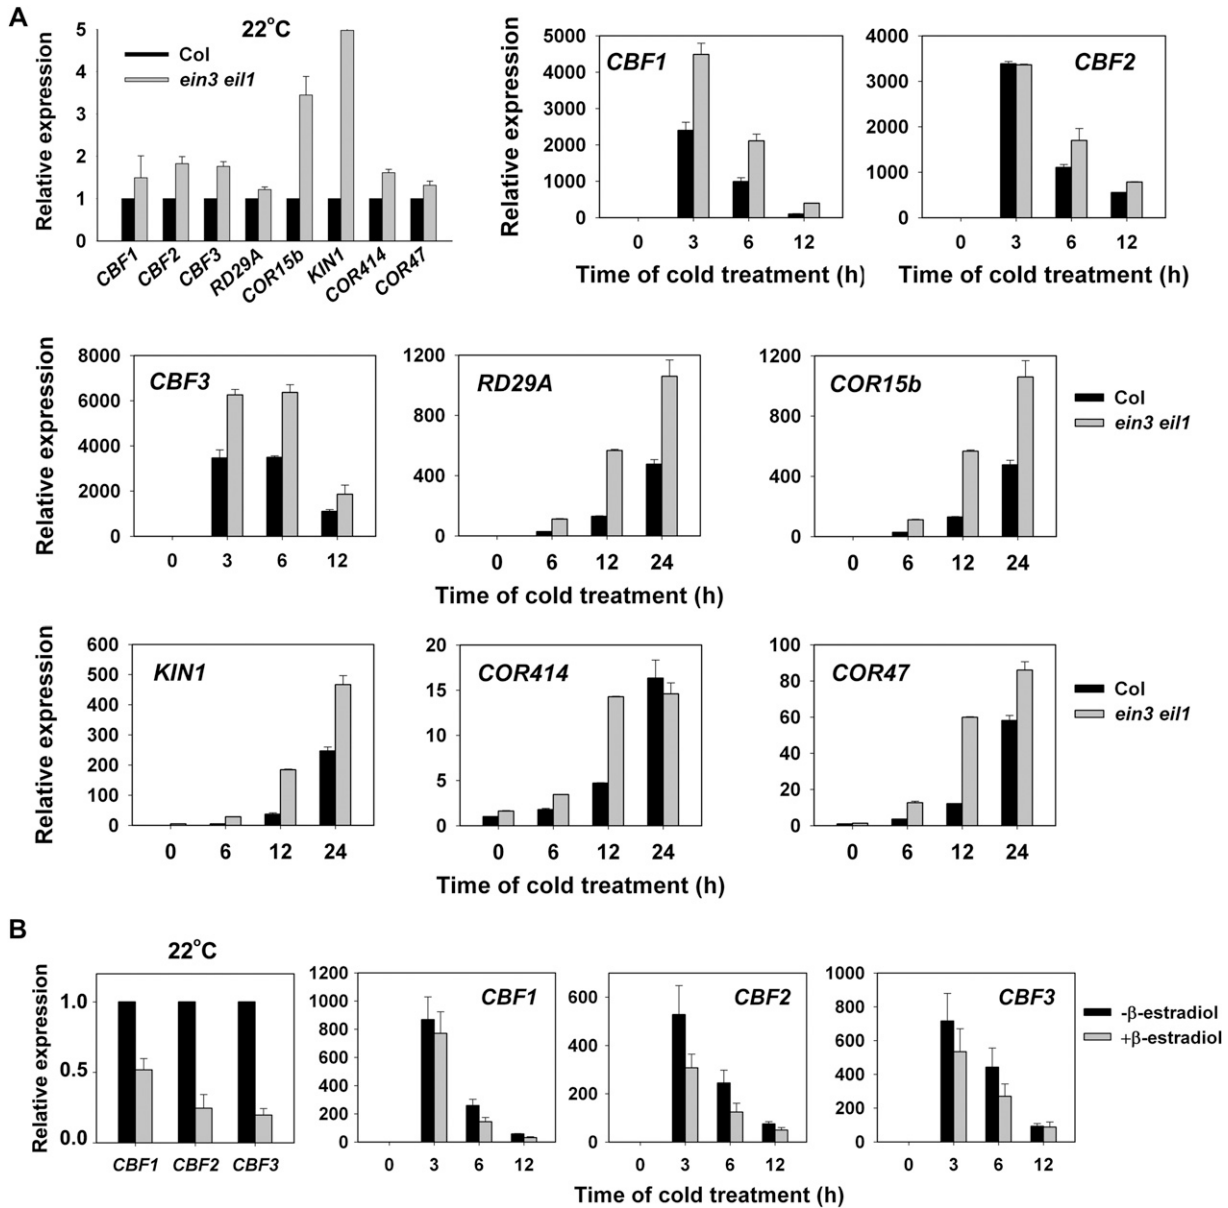 A
22°C
Relative expression
5
4
3
2
1
0
Col
ein3 eil1
CBF1
CBF2
CBF3
RD29A
COR15b
KIN1
COR414
COR47
Relative expression
CBF1
5000
4000
3000
2000
1000
0
0 3 6 12
Time of cold treatment (h)
CBF2
4000
3000
2000
1000
0
0 3 6 12
Time of cold treatment (h)
Relative expression
CBF3
8000
6000
4000
2000
0
0 3 6 12
RD29A
1200
800
400
0
0 6 12 24
COR15b
1200
800
400
0
0 6 12 24
Col
ein3 eil1
Time of cold treatment (h)
Relative expression
KIN1
600
500
400
300
200
100
0
0 6 12 24
COR414
20
15
10
5
0
0 6 12 24
COR47
100
80
60
40
20
0
0 6 12 24
Col
ein3 eil1
Time of cold treatment (h)
B
22°C
Relative expression
1.0
0.5
0.0
CBF1 CBF2 CBF3
CBF1
1200
1000
800
600
400
200
0
0 3 6 12
CBF2
600
400
200
0
0 3 6 12
CBF3
1000
800
600
400
200
0
0 3 6 12
-β-estradiol
+β-estradiol
Time of cold treatment (h)